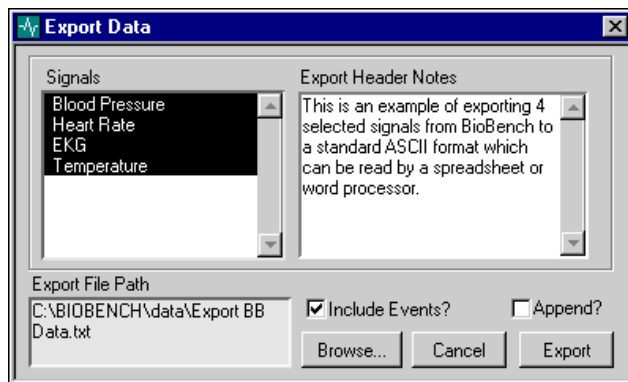 Export Data
Signals
Blood Pressure
Heart Rate
EKG
Temperature
Export Header Notes
This is an example of exporting 4
selected signals from BioBench to
a standard ASCII format which
can be read by a spreadsheet or
word processor.
Export File Path
C:\BIOBENCH\data\Export BB
Data.txt
Include Events?
Append?
Browse...
Cancel
Export